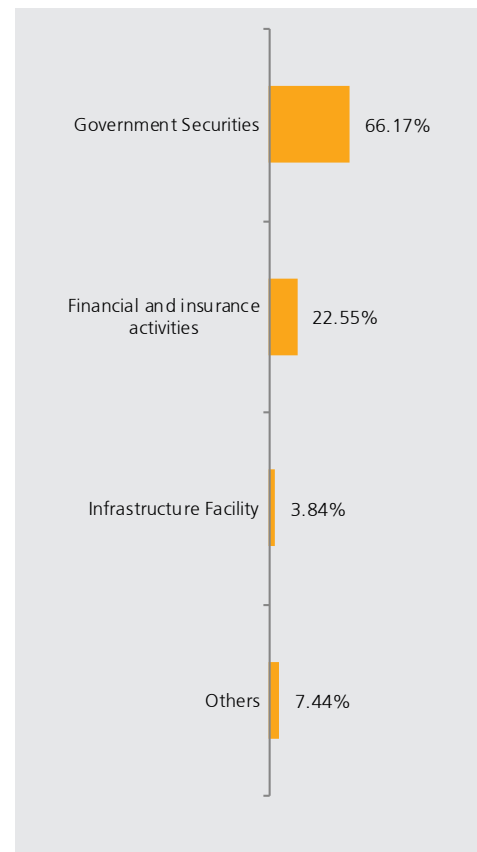 Government Securities
66.17%
Financial and insurance
activities
22.55%
Infrastructure Facility
3.84%
Others
7.44%